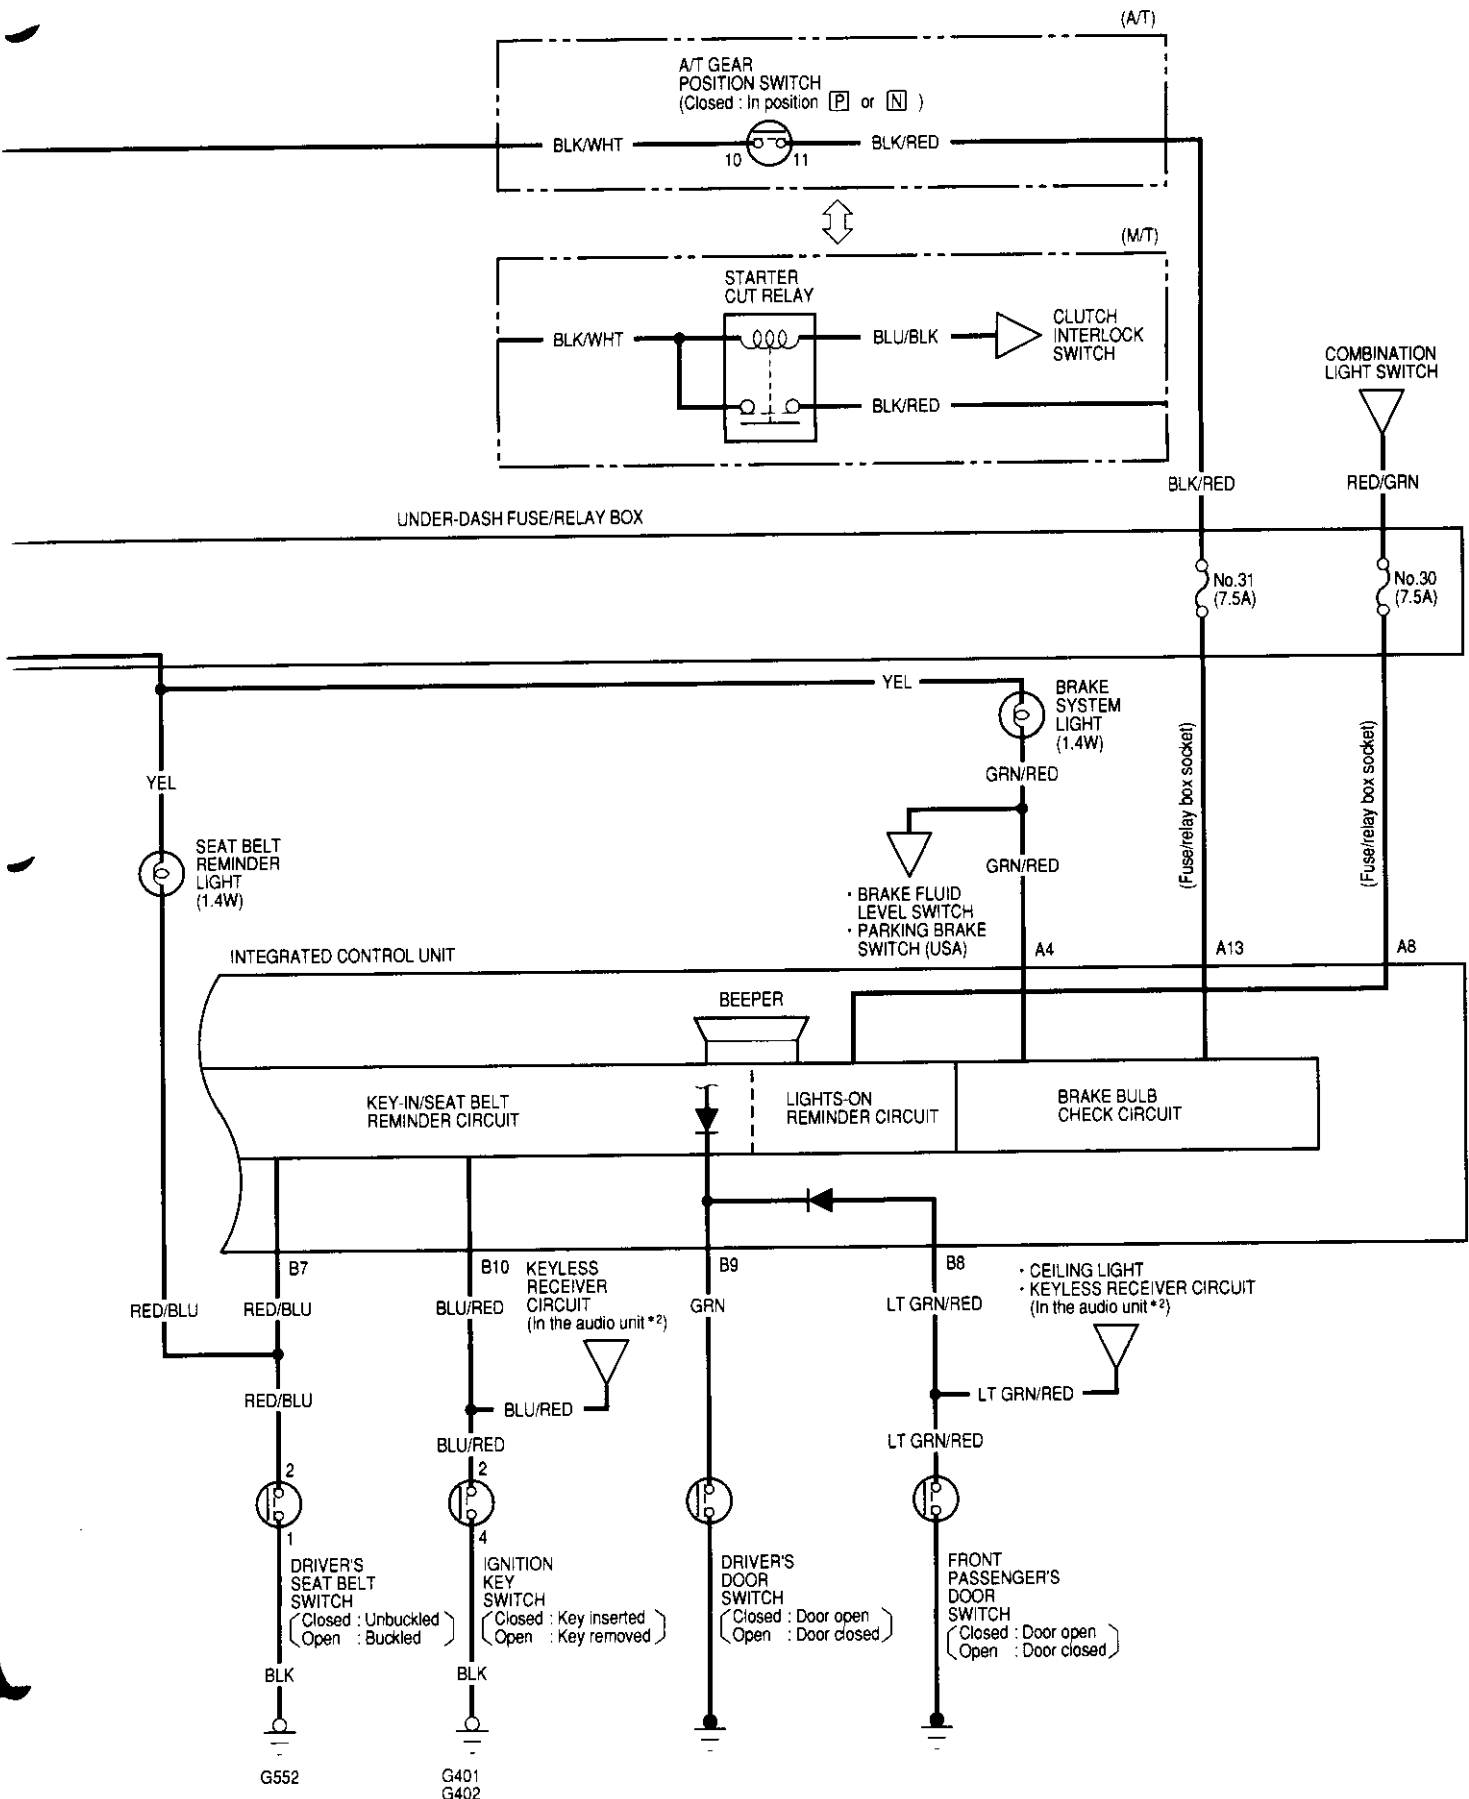 (A/T)
A/T GEAR
POSITION SWITCH
(Closed : In position P or N )
BLK/WHT
10
11
BLK/RED
(M/T)
STARTER
CUT RELAY
BLK/WHT
BLU/BLK
CLUTCH
INTERLOCK
SWITCH
BLK/RED
COMBINATION
LIGHT SWITCH
BLK/RED
RED/GRN
UNDER-DASH FUSE/RELAY BOX
No.31
(7.5A)
No.30
(7.5A)
YEL
BRAKE
SYSTEM
LIGHT
(1.4W)
YEL
GRN/RED
(Fuse/relay box socket)
(Fuse/relay box socket)
SEAT BELT
REMINDER
LIGHT
(1.4W)
GRN/RED
· BRAKE FLUID
LEVEL SWITCH
· PARKING BRAKE
SWITCH (USA)
INTEGRATED CONTROL UNIT
A4
A13
A8
BEEPER
KEY-IN/SEAT BELT
REMINDER CIRCUIT
LIGHTS-ON
REMINDER CIRCUIT
BRAKE BULB
CHECK CIRCUIT
B7
B10
KEYLESS
RECEIVER
CIRCUIT
(In the audio unit *2)
B9
B8
· CEILING LIGHT
· KEYLESS RECEIVER CIRCUIT
(In the audio unit *2)
RED/BLU
RED/BLU
BLU/RED
GRN
LT GRN/RED
RED/BLU
BLU/RED
LT GRN/RED
BLU/RED
LT GRN/RED
2
2
1
4
DRIVER'S
SEAT BELT
SWITCH
(Closed : Unbuckled
Open : Buckled)
IGNITION
KEY
SWITCH
(Closed : Key inserted
Open : Key removed)
DRIVER'S
DOOR
SWITCH
(Closed : Door open
Open : Door closed)
FRONT
PASSENGER'S
DOOR
SWITCH
(Closed : Door open
Open : Door closed)
BLK
BLK
G552
G401
G402